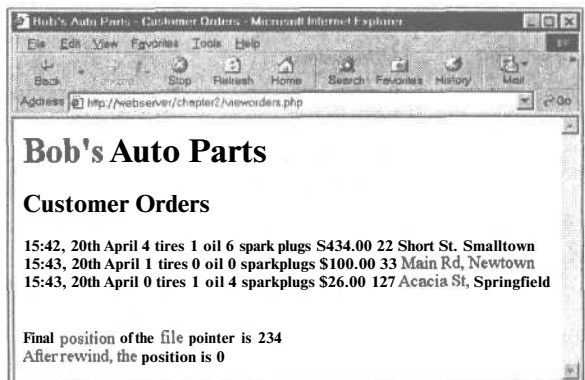 Bob's Auto Parts - Customer Orders - Microsoft Internet Explorer
File Edit View Favorites Tools Help
Back Stop Refresh Home Search Favorites History Mail
Address http://webserver/chapter2/vieworders.php Go
Bob's Auto Parts
Customer Orders
15:42, 20th April 4 tires 1 oil 6 spark plugs S434.00 22 Short St. Smalltown
15:43, 20th April 1 tires 0 oil 0 sparkplugs $100.00 33 Main Rd, Newtown
15:43, 20th April 0 tires 1 oil 4 sparkplugs $26.00 127 Acacia St, Springfield
Final position of the file pointer is 234
After rewind, the position is 0